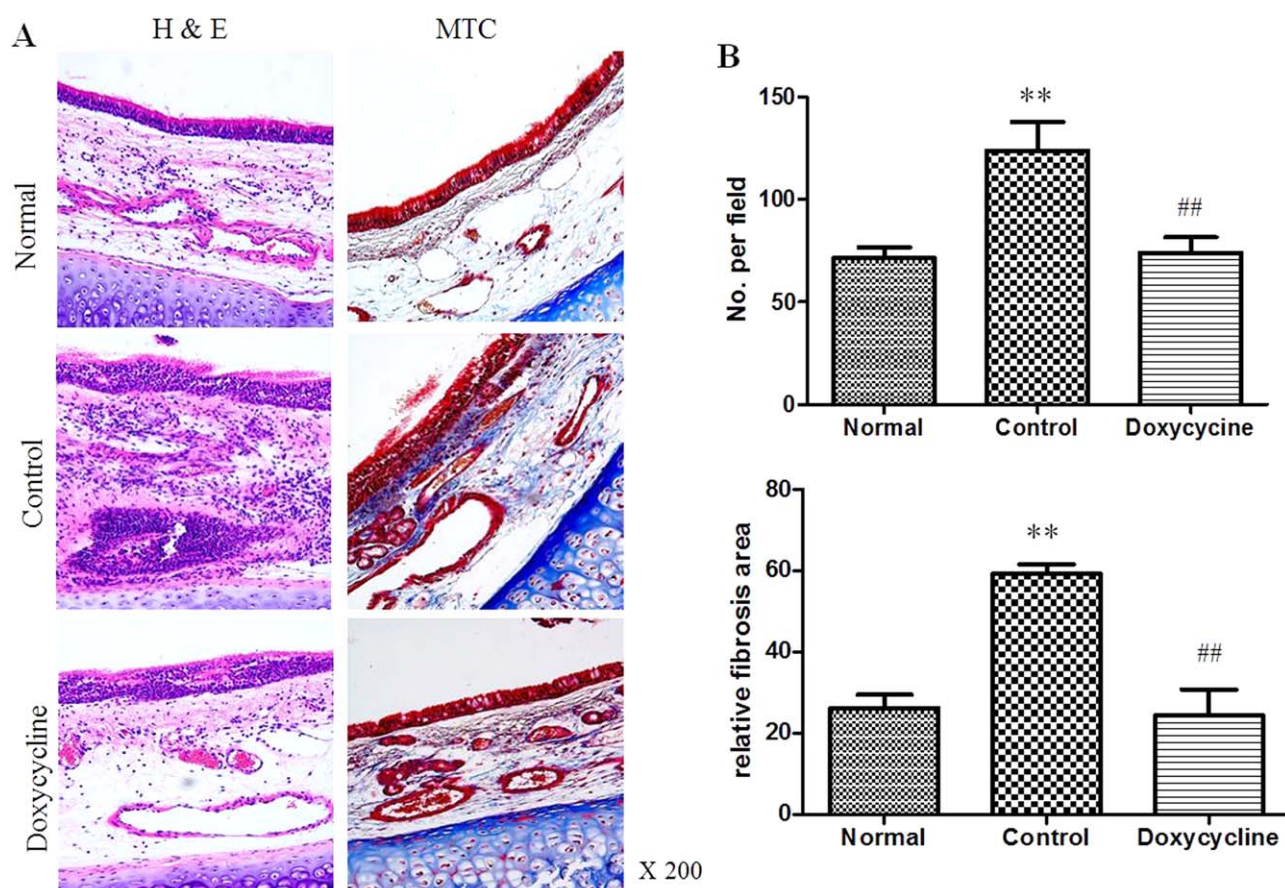 A
H & E
MTC
Normal
Control
Doxycycline
X 200
B
No. per field
150
100
50
0
**
##
Normal
Control
Doxycycine
relative fibrosis area
80
60
40
20
0
**
##
Normal
Control
Doxycycline